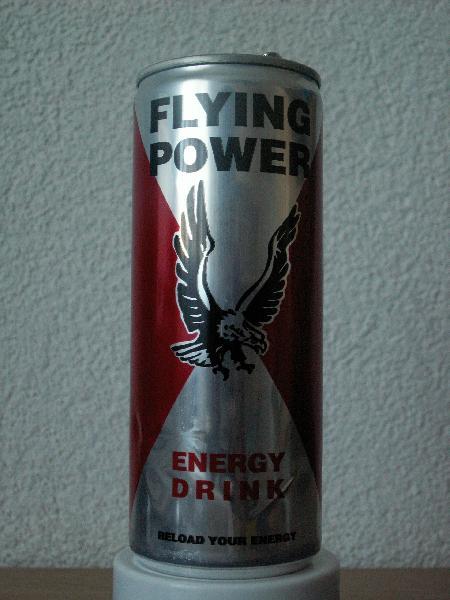 FLYING
POWER
ENERGY
DRINK
RELOAD YOUR ENERGY